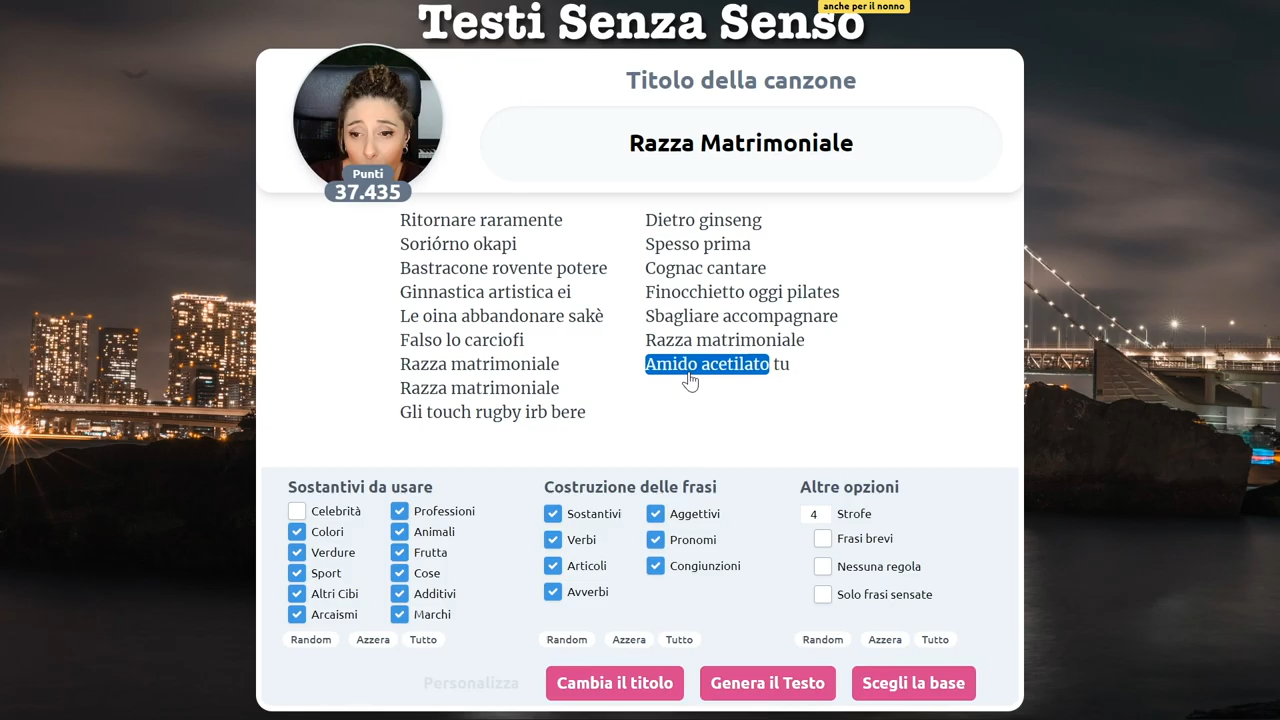 anche per il nonno
Testi Senza Senso
Titolo della canzone
Razza Matrimoniale
Punti
37.435
Ritornare raramente
Soriórno okapi
Bastracone rovente potere
Ginnastica artistica ei
Le oina abbandonare sakè
Falso lo carciofi
Razza matrimoniale
Razza matrimoniale
Gli touch rugby irb bere
Dietro ginseng
Spesso prima
Cognac cantare
Finocchietto oggi pilates
Sbagliare accompagnare
Razza matrimoniale
Amido acetilato tu
Sostantivi da usare
Celebrità
Professioni
Colori
Animali
Verdure
Frutta
Sport
Cose
Altri Cibi
Additivi
Arcaismi
Marchi
Random
Azzera
Tutto
Costruzione delle frasi
Sostantivi
Aggettivi
Verbi
Pronomi
Articoli
Congiunzioni
Avverbi
Random
Azzera
Tutto
Altre opzioni
4 Strofe
Frasi brevi
Nessuna regola
Solo frasi sensate
Random
Azzera
Tutto
Personalizza
Cambia il titolo
Genera il Testo
Scegli la base